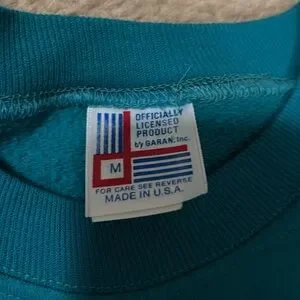 OFFICIALLY
LICENSED
PRODUCT
by GARAN, Inc.
M
FOR CARE SEE REVERSE
MADE IN U.S.A.